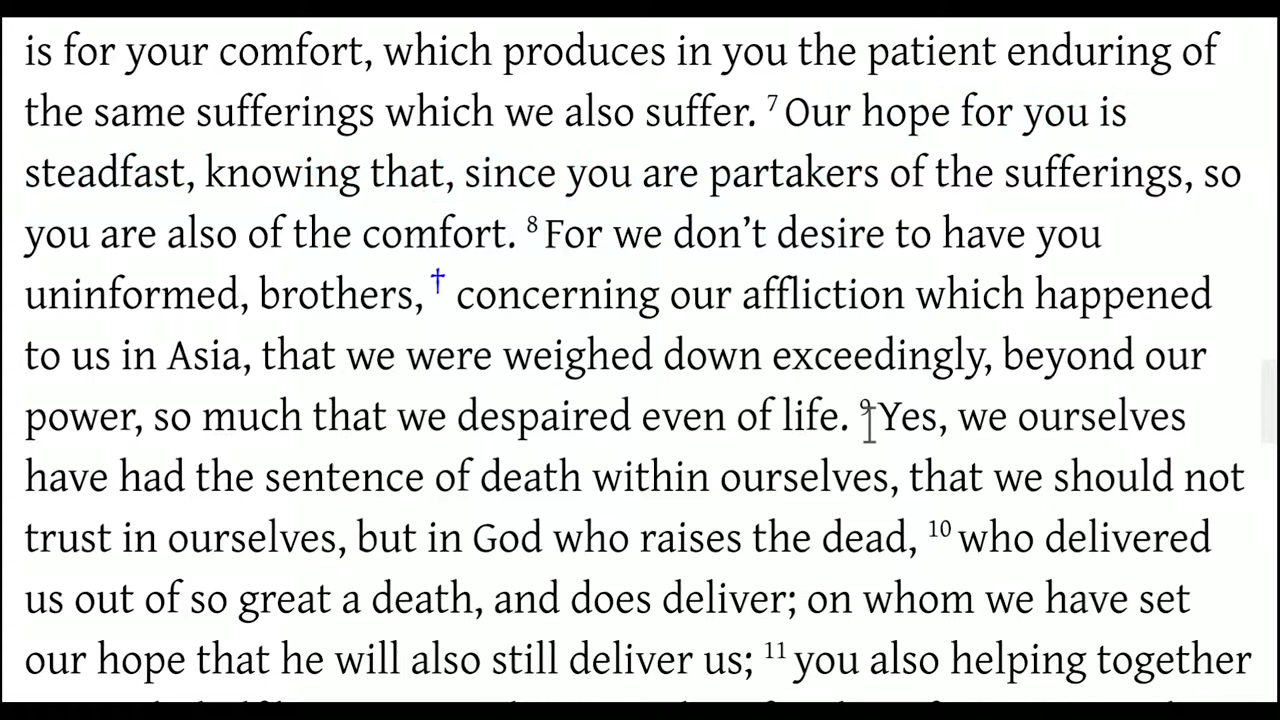 is for your comfort, which produces in you the patient enduring of
the same sufferings which we also suffer. 7 Our hope for you is
steadfast, knowing that, since you are partakers of the sufferings, so
you are also of the comfort. 8 For we don’t desire to have you
uninformed, brothers, † concerning our affliction which happened
to us in Asia, that we were weighed down exceedingly, beyond our
power, so much that we despaired even of life. 9 Yes, we ourselves
have had the sentence of death within ourselves, that we should not
trust in ourselves, but in God who raises the dead, 10 who delivered
us out of so great a death, and does deliver; on whom we have set
our hope that he will also still deliver us; 11 you also helping together